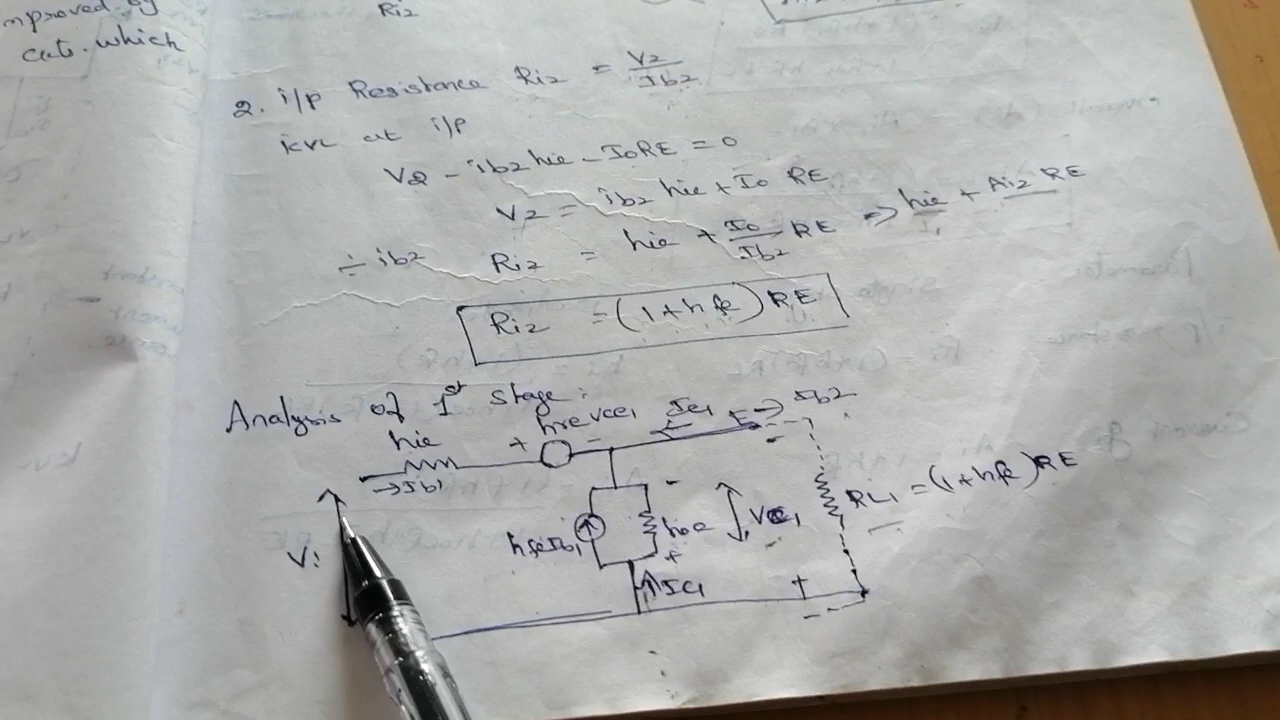 mproved by
cuts. which
Ri2
2. i/p Resistance Ri2 = V2/Ib2
kvl at i/p
V2 - ib2 hie - IoRE = 0
V2 = ib2 hie + Io RE
÷ ib2 Ri2 = hie + Io/Ib2 RE => hie + Ai2 RE
Ri2 = (1+hfe)RE
Analysis of 1st stage:
hie + hrevce1 - Ie1 E → Ib2
→Ib1
Vi
hfeIb1
hoe
- +
Vce1
RL1 = (1+hfe)RE
↑Ic1
- +